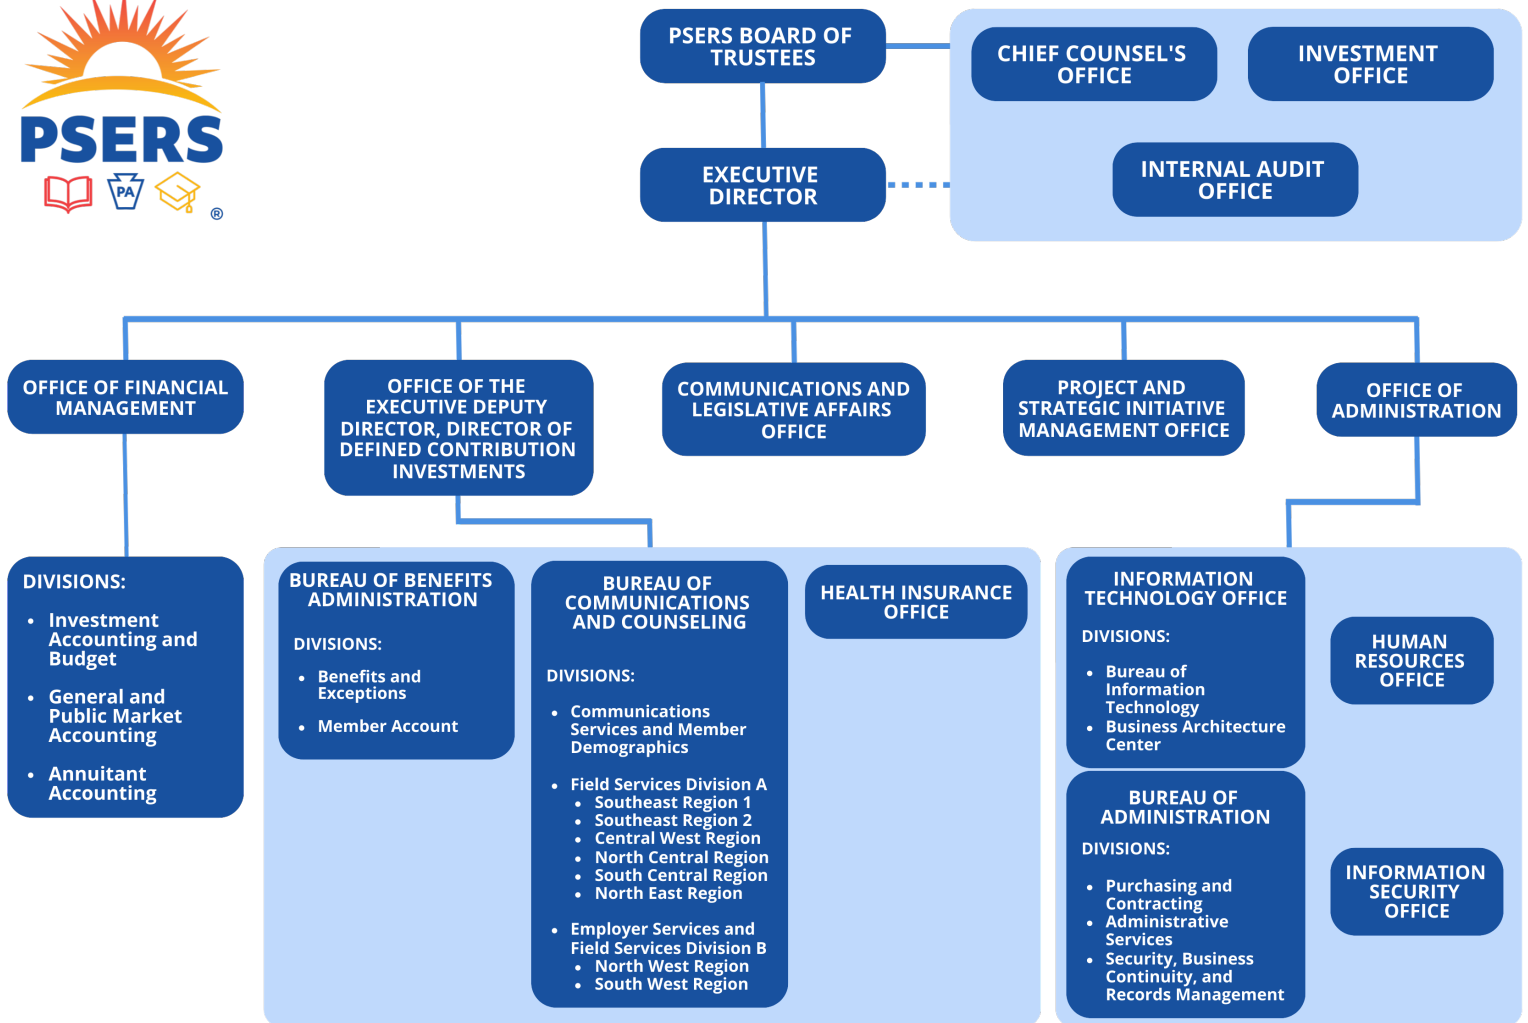 PSERS
PA
®
PSERS BOARD OF
TRUSTEES
CHIEF COUNSEL'S
OFFICE
INVESTMENT
OFFICE
EXECUTIVE
DIRECTOR
INTERNAL AUDIT
OFFICE
OFFICE OF FINANCIAL
MANAGEMENT
OFFICE OF THE
EXECUTIVE DEPUTY
DIRECTOR, DIRECTOR OF
DEFINED CONTRIBUTION
INVESTMENTS
COMMUNICATIONS AND
LEGISLATIVE AFFAIRS
OFFICE
PROJECT AND
STRATEGIC INITIATIVE
MANAGEMENT OFFICE
OFFICE OF
ADMINISTRATION
DIVISIONS:
• Investment
Accounting and
Budget
• General and
Public Market
Accounting
• Annuitant
Accounting
BUREAU OF BENEFITS
ADMINISTRATION
DIVISIONS:
• Benefits and
Exceptions
• Member Account
BUREAU OF
COMMUNICATIONS
AND COUNSELING
DIVISIONS:
• Communications
Services and Member
Demographics
• Field Services Division A
• Southeast Region 1
• Southeast Region 2
• Central West Region
• North Central Region
• South Central Region
• North East Region
• Employer Services and
Field Services Division B
• North West Region
• South West Region
HEALTH INSURANCE
OFFICE
INFORMATION
TECHNOLOGY OFFICE
DIVISIONS:
• Bureau of
Information
Technology
• Business Architecture
Center
HUMAN
RESOURCES
OFFICE
BUREAU OF
ADMINISTRATION
DIVISIONS:
• Purchasing and
Contracting
• Administrative
Services
• Security, Business
Continuity, and
Records Management
INFORMATION
SECURITY
OFFICE